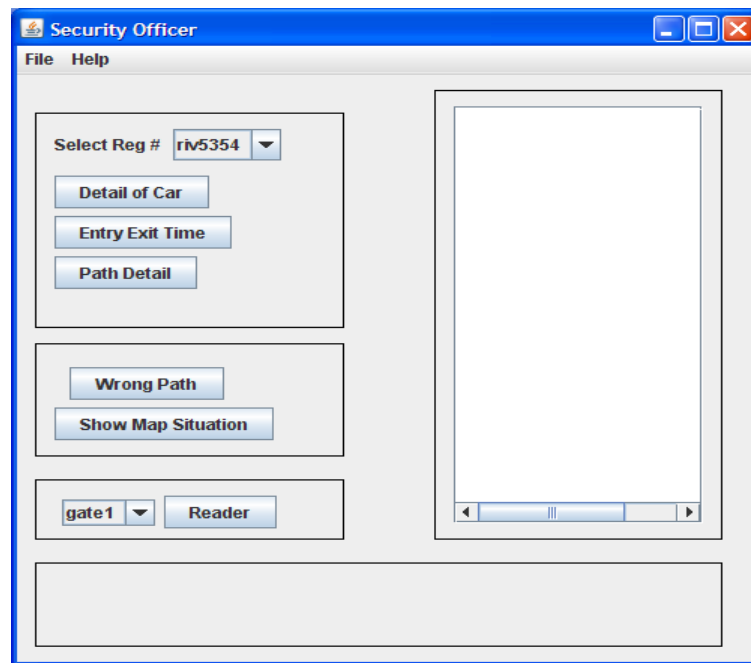 Security Officer
File Help
Select Reg # riv5354
Detail of Car
Entry Exit Time
Path Detail
Wrong Path
Show Map Situation
gate1 Reader